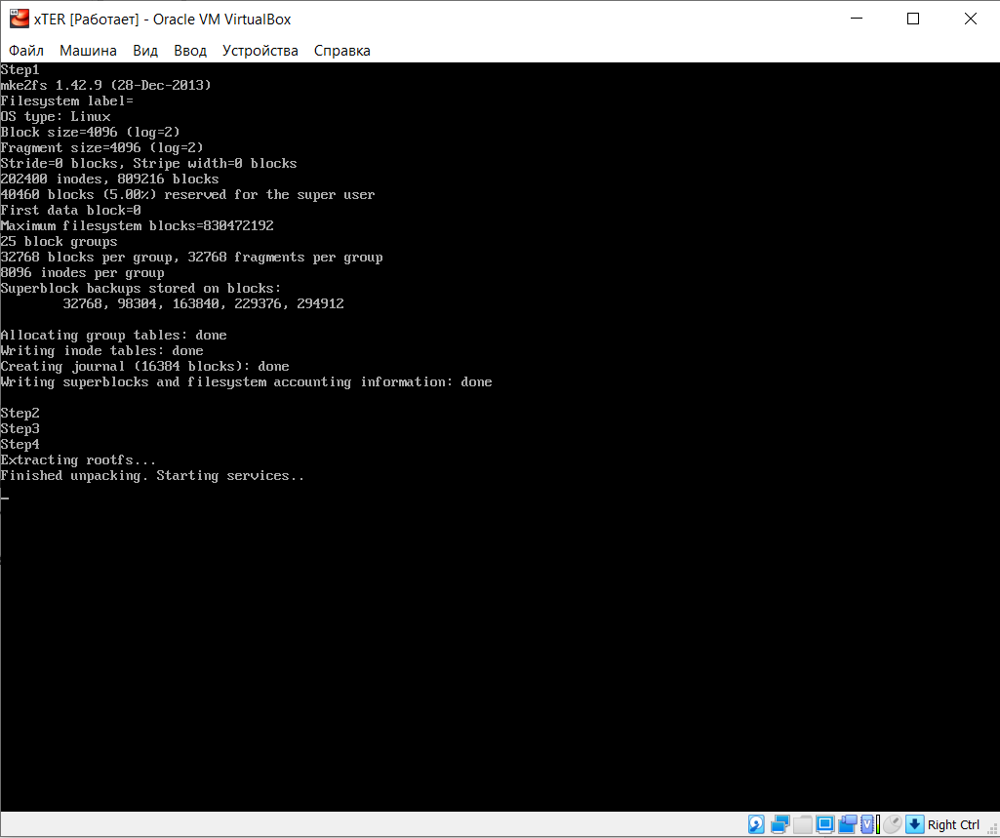 xTER [Работает] - Oracle VM VirtualBox
Файл Машина Вид Ввод Устройства Справка
Step1
mke2fs 1.42.9 (28-Dec-2013)
Filesystem label=
OS type: Linux
Block size=4096 (log=2)
Fragment size=4096 (log=2)
Stride=0 blocks, Stripe width=0 blocks
202400 inodes, 809216 blocks
40460 blocks (5.00%) reserved for the super user
First data block=0
Maximum filesystem blocks=830472192
25 block groups
32768 blocks per group, 32768 fragments per group
8096 inodes per group
Superblock backups stored on blocks:
32768, 98304, 163840, 229376, 294912
Allocating group tables: done
Writing inode tables: done
Creating journal (16384 blocks): done
Writing superblocks and filesystem accounting information: done
Step2
Step3
Step4
Extracting rootfs...
Finished unpacking. Starting services..
_
Right Ctrl